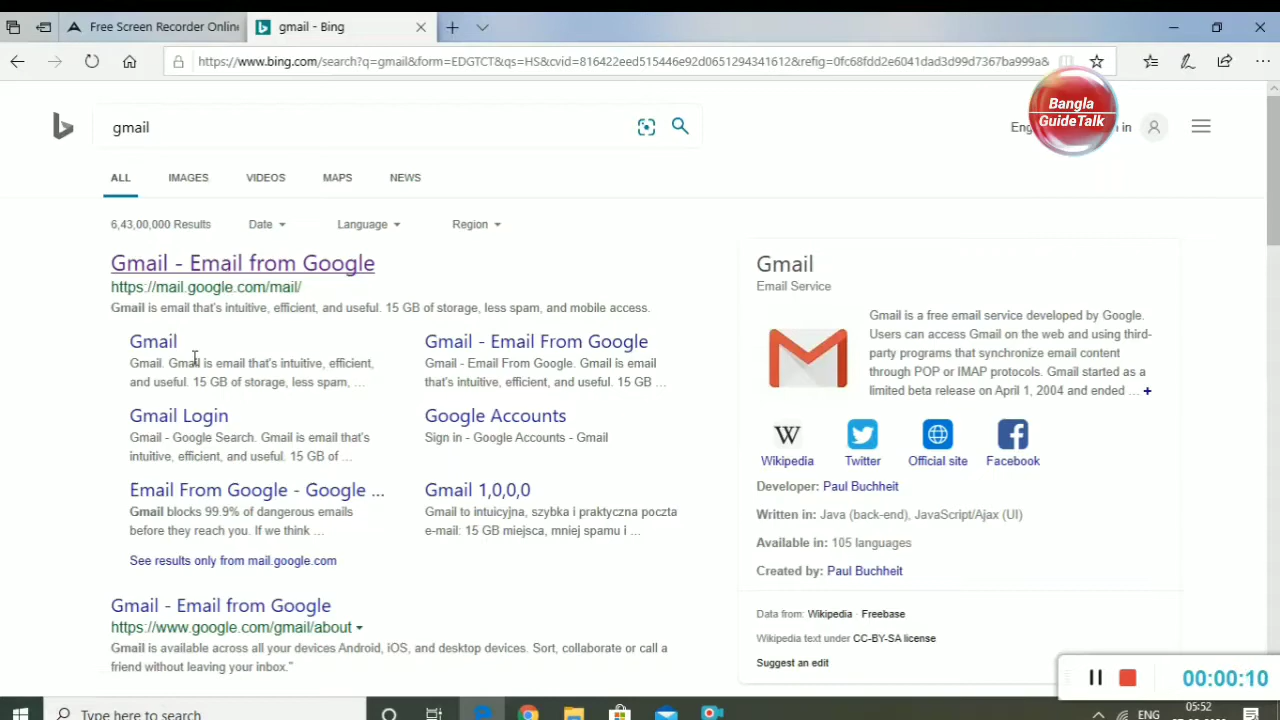 Free Screen Recorder Onlin
gmail - Bing
https://www.bing.com/search?q=gmail&form=EDGTCT&qs=HS&cvid=816422eed515446e92d0651294341612&refig=0fc68fdd2e6041dad3d99d7367ba999a&
Bangla
GuideTalk
gmail
Eng
in
ALL IMAGES VIDEOS MAPS NEWS
6,43,00,000 Results Date Language Region
Gmail - Email from Google
https://mail.google.com/mail/
Gmail is email that's intuitive, efficient, and useful. 15 GB of storage, less spam, and mobile access.
Gmail
Gmail. Gmail is email that's intuitive, efficient,
and useful. 15 GB of storage, less spam, ...
Gmail - Email From Google
Gmail - Email From Google. Gmail is email
that's intuitive, efficient, and useful. 15 GB ...
Gmail Login
Gmail - Google Search. Gmail is email that's
intuitive, efficient, and useful. 15 GB of ...
Google Accounts
Sign in - Google Accounts - Gmail
Email From Google - Google ...
Gmail blocks 99.9% of dangerous emails
before they reach you. If we think ...
Gmail 1,0,0,0
Gmail to intuicyjna, szybka i praktyczna poczta
e-mail: 15 GB miejsca, mniej spamu i ...
See results only from mail.google.com
Gmail - Email from Google
https://www.google.com/gmail/about
Gmail is available across all your devices Android, iOS, and desktop devices. Sort, collaborate or call a
friend without leaving your inbox."
Gmail
Email Service
Gmail is a free email service developed by Google.
Users can access Gmail on the web and using third-
party programs that synchronize email content
through POP or IMAP protocols. Gmail started as a
limited beta release on April 1, 2004 and ended ... +
W
Wikipedia Twitter Official site Facebook
Developer: Paul Buchheit
Written in: Java (back-end), JavaScript/Ajax (UI)
Available in: 105 languages
Created by: Paul Buchheit
Data from: Wikipedia · Freebase
Wikipedia text under CC-BY-SA license
Suggest an edit
00:00:10
Type here to search
ENG
05:52